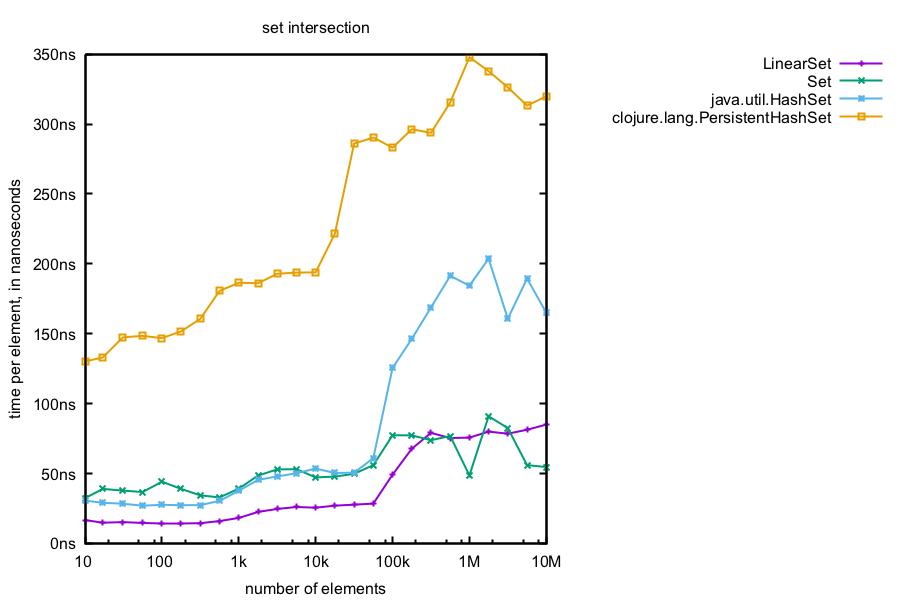 set intersection
350ns
300ns
250ns
200ns
150ns
100ns
50ns
0ns
time per element, in nanoseconds
10
100
1k
10k
100k
1M
10M
number of elements
LinearSet
Set
java.util.HashSet
clojure.lang.PersistentHashSet